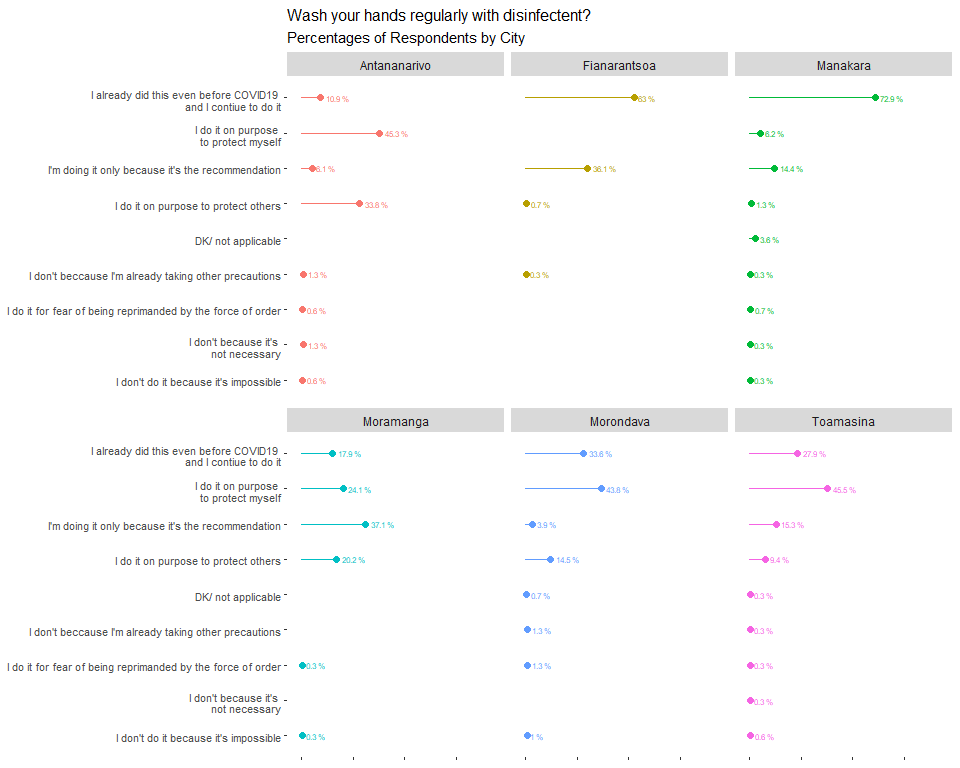 Wash your hands regularly with disinfectent?
Percentages of Respondents by City
Antananarivo
Fianarantsoa
Manakara
I already did this even before COVID19
and I contiue to do it
10.9 %
63 %
72.9 %
I do it on purpose
to protect myself
45.3 %
6.2 %
I'm doing it only because it's the recommendation
6.1 %
36.1 %
14.4 %
I do it on purpose to protect others
33.8 %
0.7 %
1.3 %
DK/ not applicable
3.6 %
I don't beccause I'm already taking other precautions
1.3 %
0.3 %
0.3 %
I do it for fear of being reprimanded by the force of order
0.6 %
0.7 %
I don't because it's
not necessary
1.3 %
0.3 %
I don't do it because it's impossible
0.6 %
0.3 %
Moramanga
Morondava
Toamasina
I already did this even before COVID19
and I contiue to do it
17.9 %
33.6 %
27.9 %
I do it on purpose
to protect myself
24.1 %
43.8 %
45.5 %
I'm doing it only because it's the recommendation
37.1 %
3.9 %
15.3 %
I do it on purpose to protect others
20.2 %
14.5 %
9.4 %
DK/ not applicable
0.7 %
0.3 %
I don't beccause I'm already taking other precautions
1.3 %
0.3 %
I do it for fear of being reprimanded by the force of order
0.3 %
1.3 %
0.3 %
I don't because it's
not necessary
0.3 %
I don't do it because it's impossible
0.3 %
1 %
0.6 %